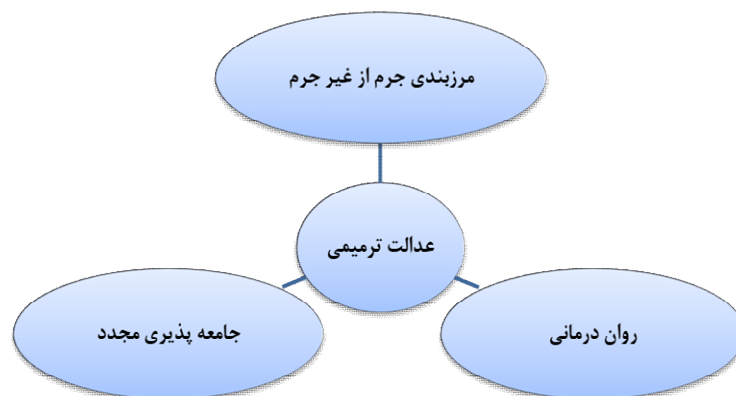 مرزبندی جرم از غیر جرم
عدالت ترمیمی
روان درمانی
جامعه پذیری مجدد